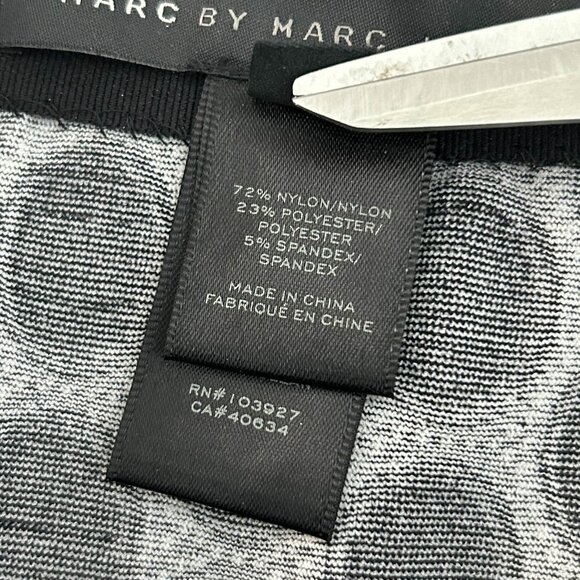 MARC BY MARC
72% NYLON/NYLON
23% POLYESTER/
POLYESTER
5% SPANDEX/
SPANDEX
MADE IN CHINA
FABRIQUÉ EN CHINE
RN#103927
CA#40634